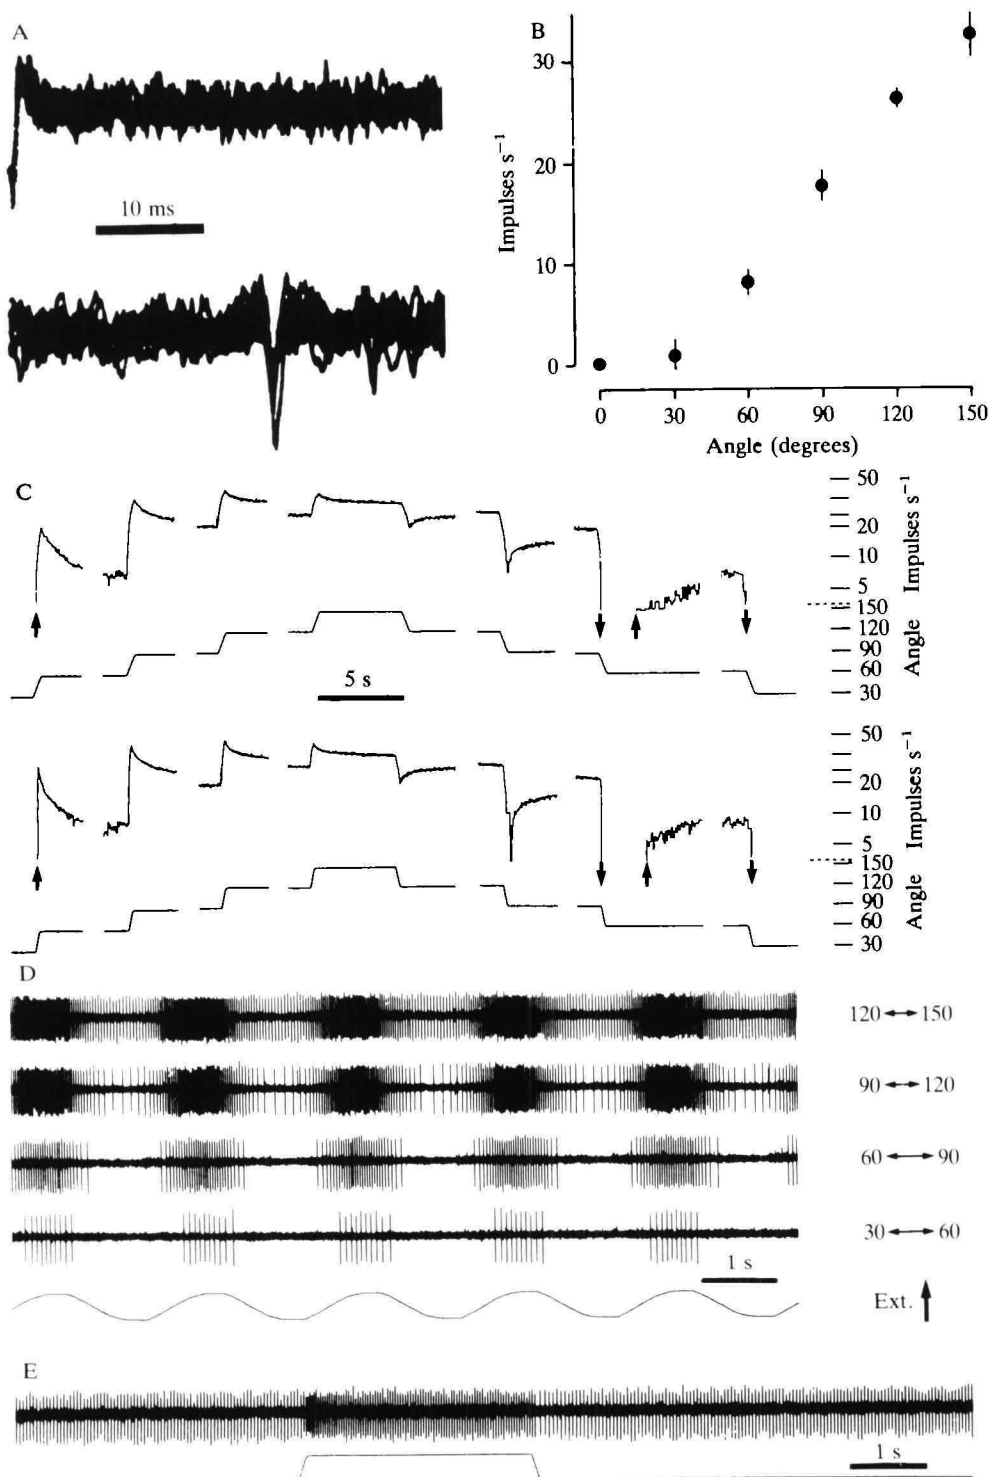 A
10 ms
B
30
20
10
0
Impulses s⁻¹
0 30 60 90 120 150
Angle (degrees)
C
50
20
10
5
150
120
90
60
30
Impulses s⁻¹
Angle
5 s
50
20
10
5
150
120
90
60
30
Impulses s⁻¹
Angle
D
120 ↔ 150
90 ↔ 120
60 ↔ 90
30 ↔ 60
1 s
Ext.
E
1 s